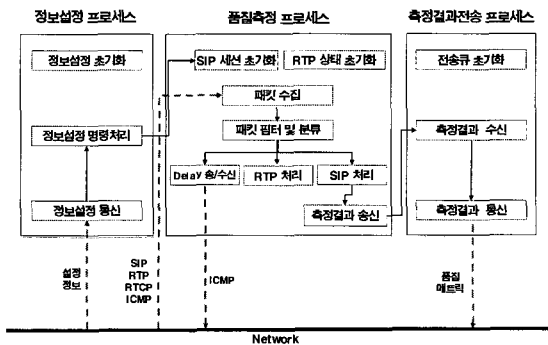 정보설정 프로세스
품질측정 프로세스
측정결과전송 프로세스
정보설정 초기화
SIP 세션 초기화
RTP 상태 초기화
전송큐 초기화
패킷 수집
정보설정 명령처리
패킷 필터 및 분류
측정결과 수신
Delay 송/수신
RTP 처리
SIP 처리
정보설정 통신
측정결과 송신
측정결과 통신
설정
정보
SIP
RTP
RTCP
ICMP
ICMP
품질
매트릭
Network